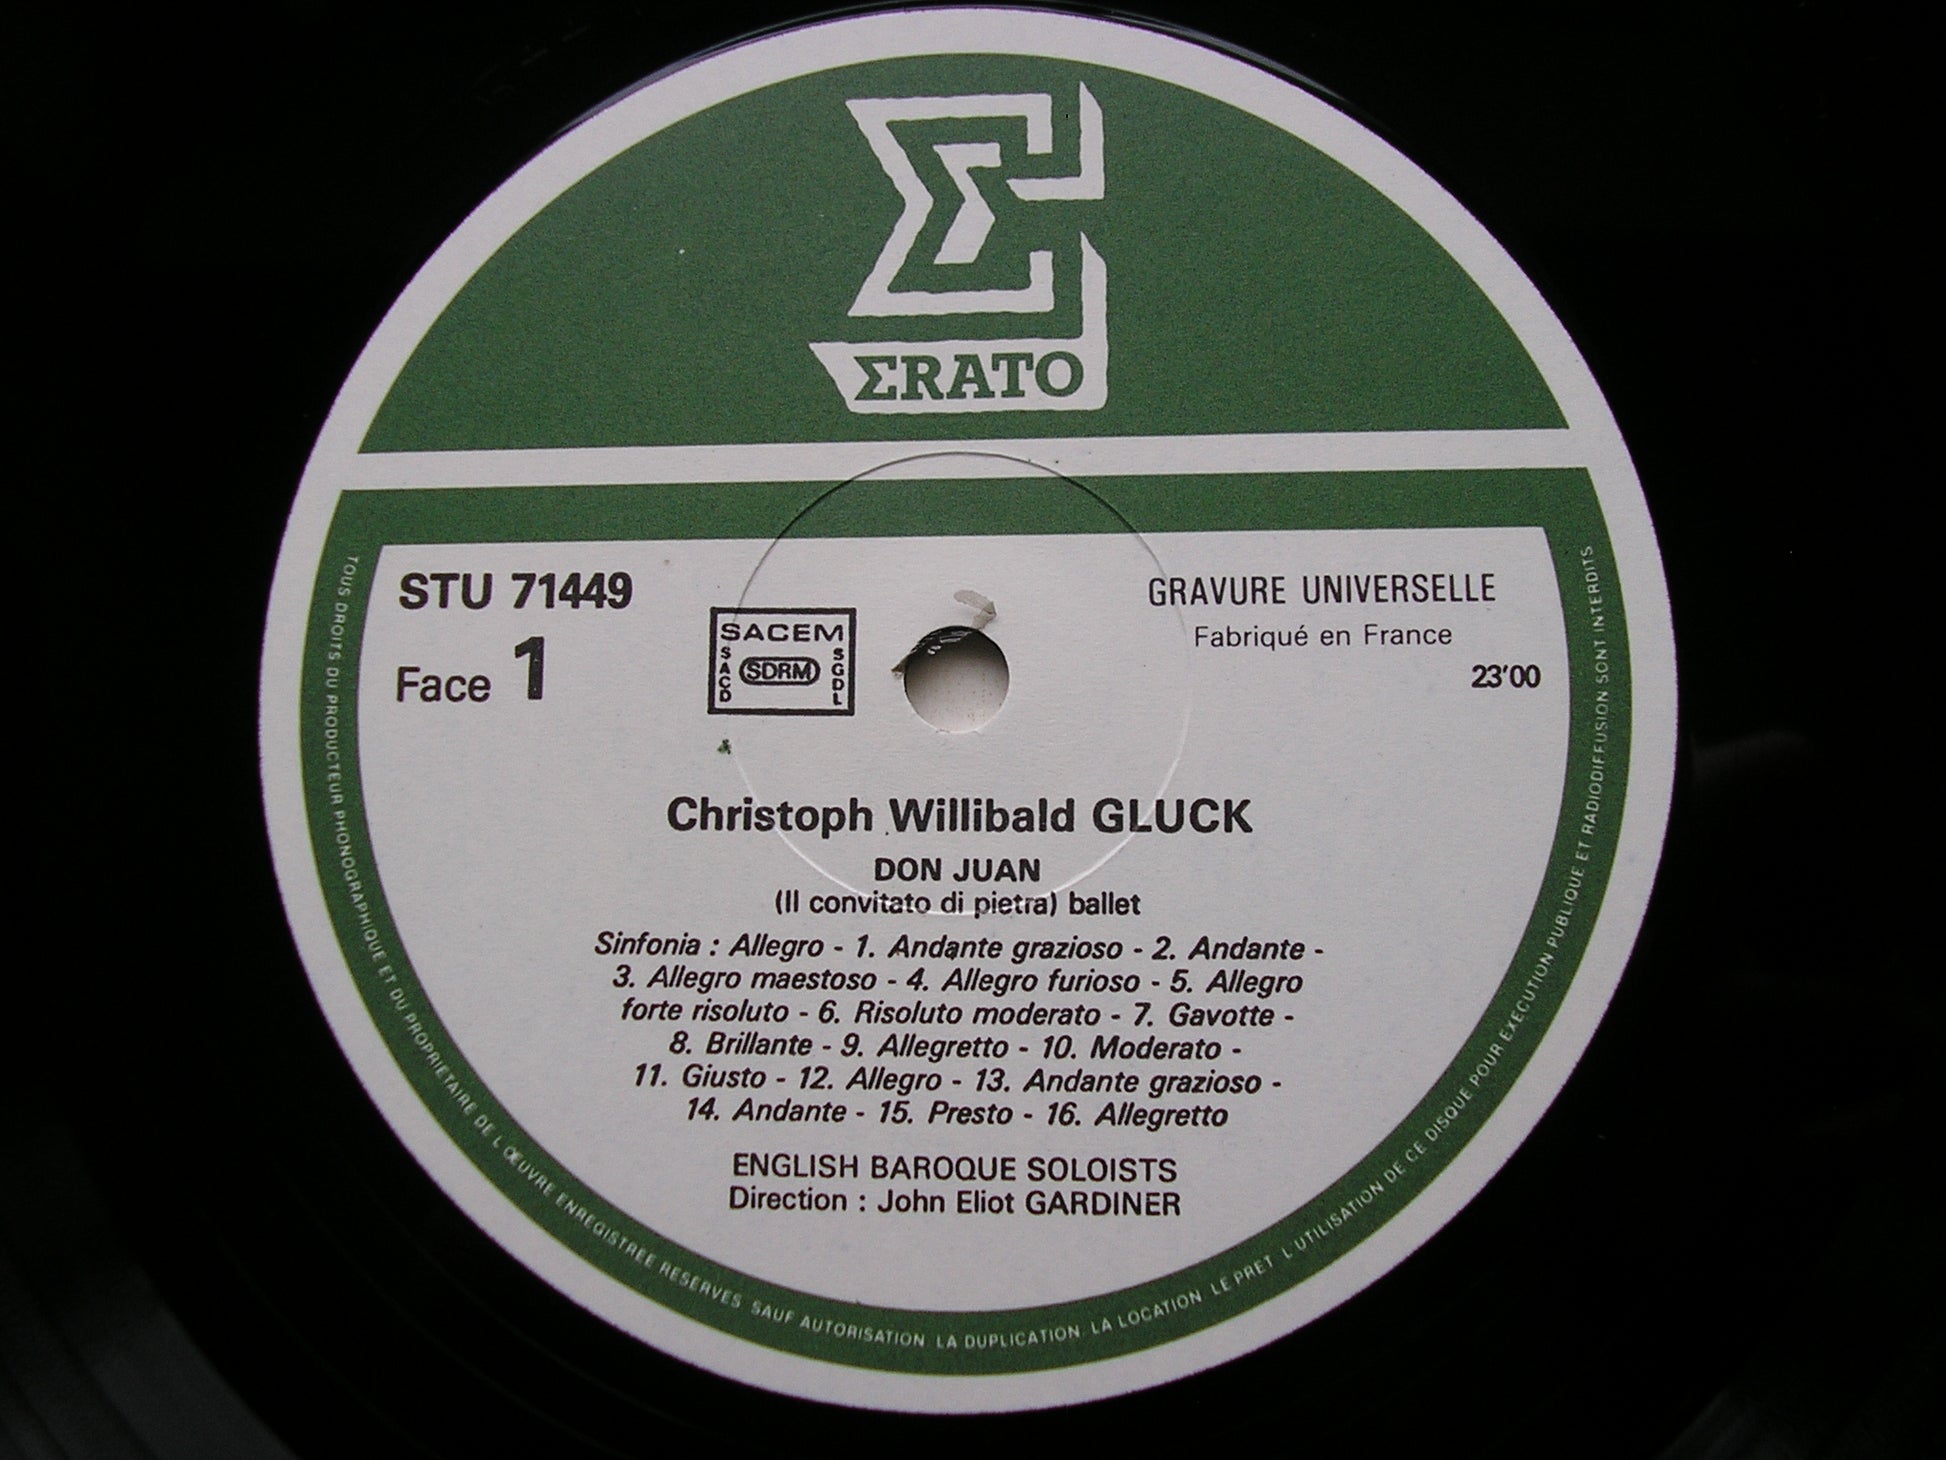 ΣRATO
STU 71449
Face 1
SACEM
SACD
SDRM
SGDL
GRAVURE UNIVERSELLE
Fabriqué en France
23'00
Christoph Willibald GLUCK
DON JUAN
(Il convitato di pietra) ballet
Sinfonia : Allegro - 1. Andante grazioso - 2. Andante -
3. Allegro maestoso - 4. Allegro furioso - 5. Allegro
forte risoluto - 6. Risoluto moderato - 7. Gavotte -
8. Brillante - 9. Allegretto - 10. Moderato -
11. Giusto - 12. Allegro - 13. Andante grazioso -
14. Andante - 15. Presto - 16. Allegretto
ENGLISH BAROQUE SOLOISTS
Direction : John Eliot GARDINER
TOUS DROITS DU PRODUCTEUR PHONOGRAPHIQUE ET DU PROPRIETAIRE DE L'ŒUVRE ENREGISTREE RESERVES SAUF AUTORISATION LA DUPLICATION LA LOCATION LE PRET L'UTILISATION DE CE DISQUE POUR EXECUTION PUBLIQUE ET RADIODIFFUSION SONT INTERDITS